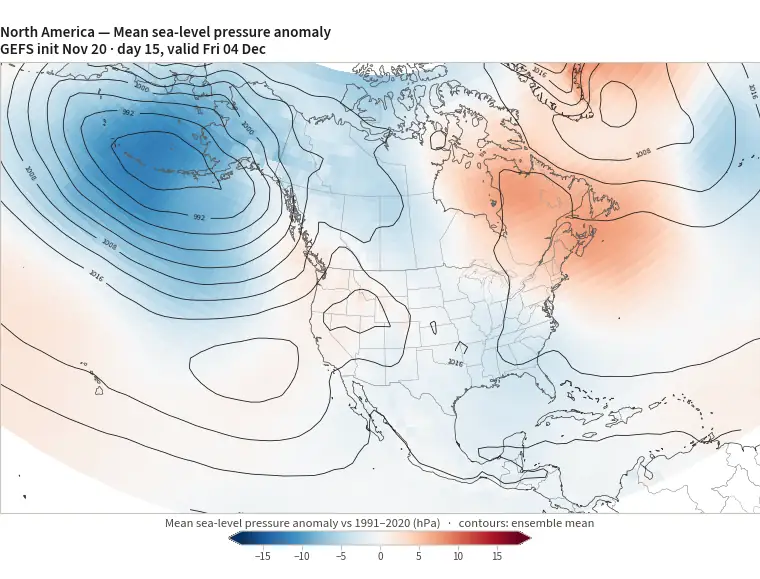 North America — Mean sea-level pressure anomaly
GEFS init Nov 20 · day 15, valid Fri 04 Dec
1016
1000
992
1000
1016
1008
1008
992
1008
1016
1016
Mean sea-level pressure anomaly vs 1991–2020 (hPa) · contours: ensemble mean
−15 −10 −5 0 5 10 15